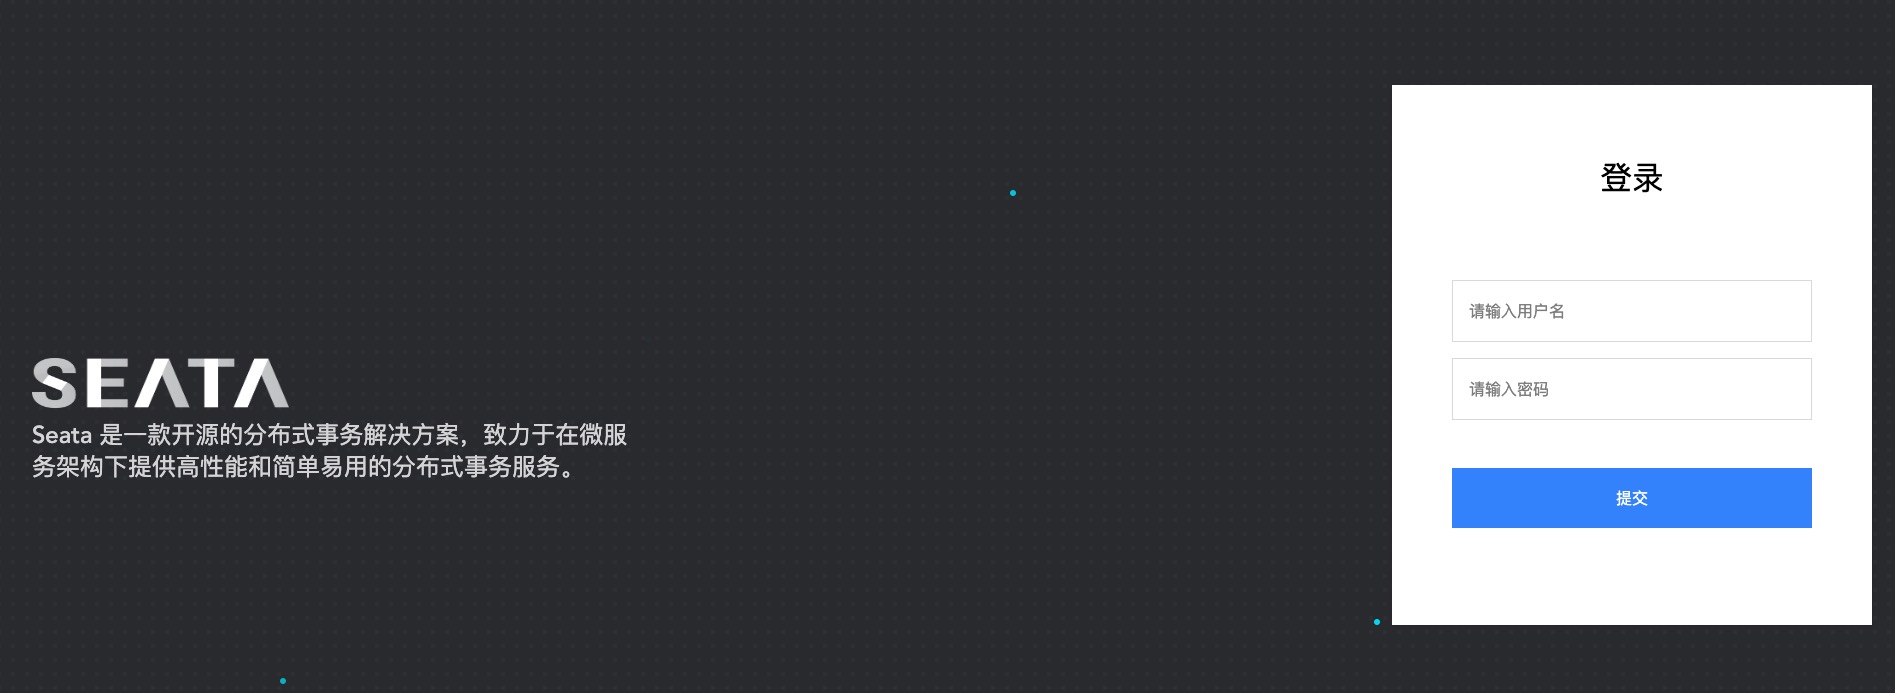 SEATA
Seata 是一款开源的分布式事务解决方案，致力于在微服
务架构下提供高性能和简单易用的分布式事务服务。
登录
请输入用户名
请输入密码
提交